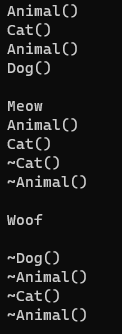 Animal()
Cat()
Animal()
Dog()

Meow
Animal()
Cat()
~Cat()
~Animal()

Woof

~Dog()
~Animal()
~Cat()
~Animal()